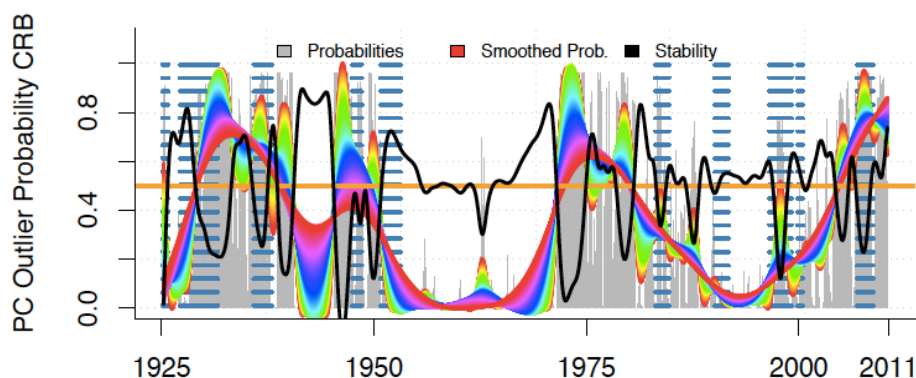 Probabilities Smoothed Prob. Stability
PC Outlier Probability CRB
0.8
0.4
0.0
1925 1950 1975 2000 2011